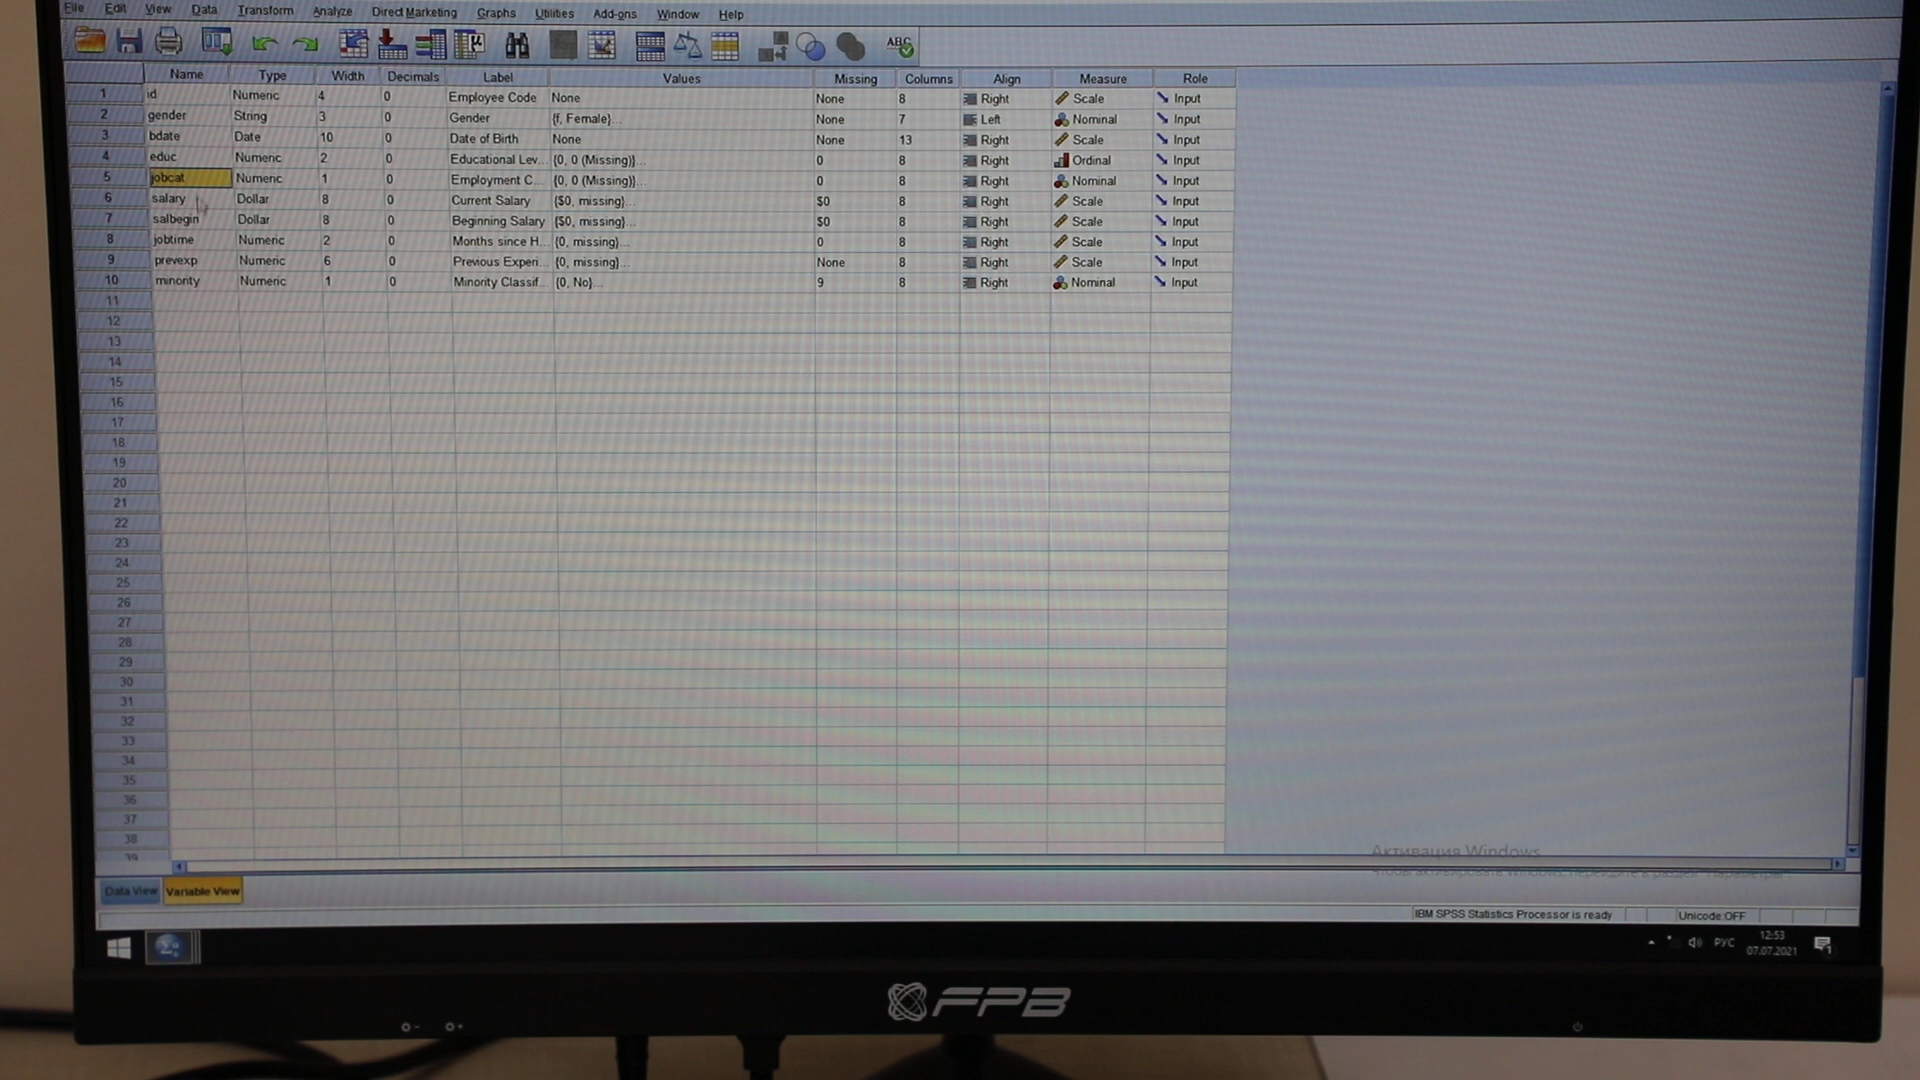 File Edit View Data Transform Analyze Direct Marketing Graphs Utilities Add-ons Window Help
Name Type Width Decimals Label Values Missing Columns Align Measure Role
1 id Numeric 4 0 Employee Code None None 8 Right Scale Input
2 gender String 3 0 Gender {f, Female}... None 7 Left Nominal Input
3 bdate Date 10 0 Date of Birth None None 13 Right Scale Input
4 educ Numeric 2 0 Educational Lev... {0, 0 (Missing)}... 0 8 Right Ordinal Input
5 jobcat Numeric 1 0 Employment C... {0, 0 (Missing)}... 0 8 Right Nominal Input
6 salary Dollar 8 0 Current Salary {$0, missing}... $0 8 Right Scale Input
7 salbegin Dollar 8 0 Beginning Salary {$0, missing}... $0 8 Right Scale Input
8 jobtime Numeric 2 0 Months since H... {0, missing}... 0 8 Right Scale Input
9 prevexp Numeric 6 0 Previous Experi... {0, missing}... None 8 Right Scale Input
10 minority Numeric 1 0 Minority Classif... {0, No}... 9 8 Right Nominal Input
11
12
13
14
15
16
17
18
19
20
21
22
23
24
25
26
27
28
29
30
31
32
33
34
35
36
37
38
39
Активация Windows
Data View Variable View
IBM SPSS Statistics Processor is ready Unicode:OFF
РУС 12:53
07.07.2021
FPB